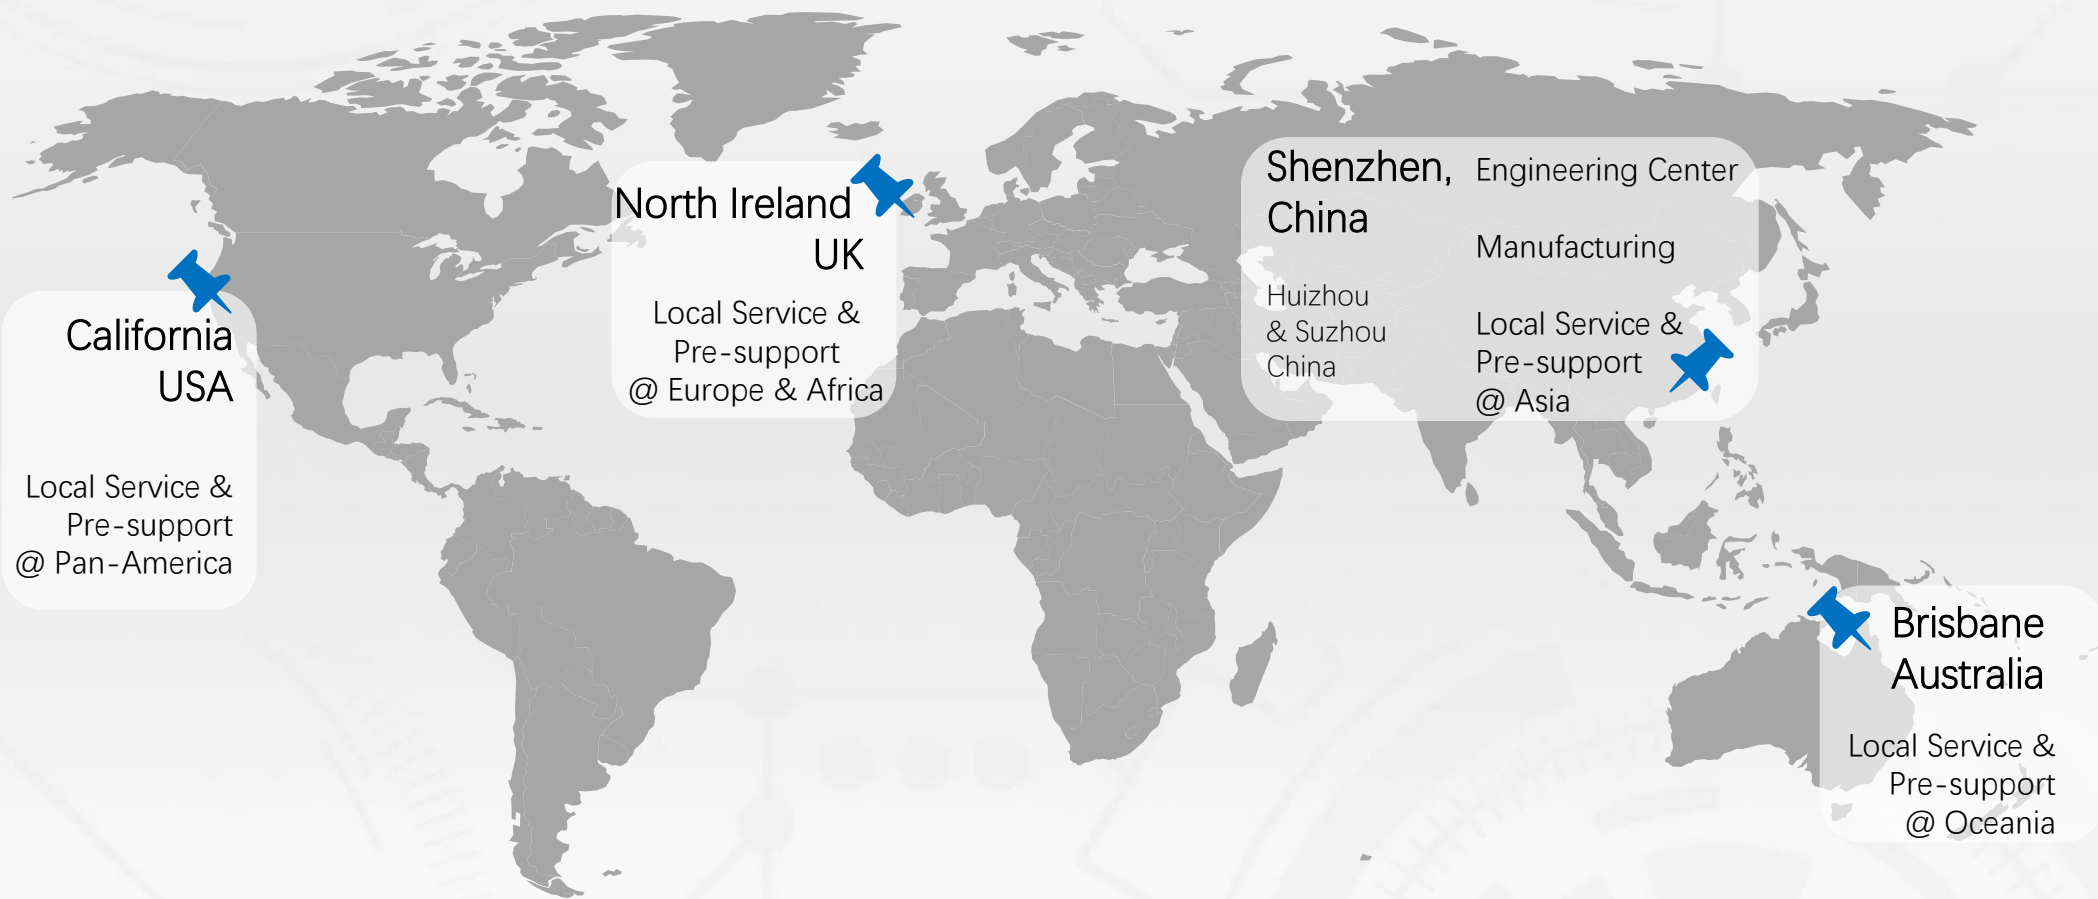 California
USA
Local Service &
Pre-support
@ Pan-America
North Ireland
UK
Local Service &
Pre-support
@ Europe & Africa
Shenzhen,
China
Huizhou
& Suzhou
China
Engineering Center
Manufacturing
Local Service &
Pre-support
@ Asia
Brisbane
Australia
Local Service &
Pre-support
@ Oceania